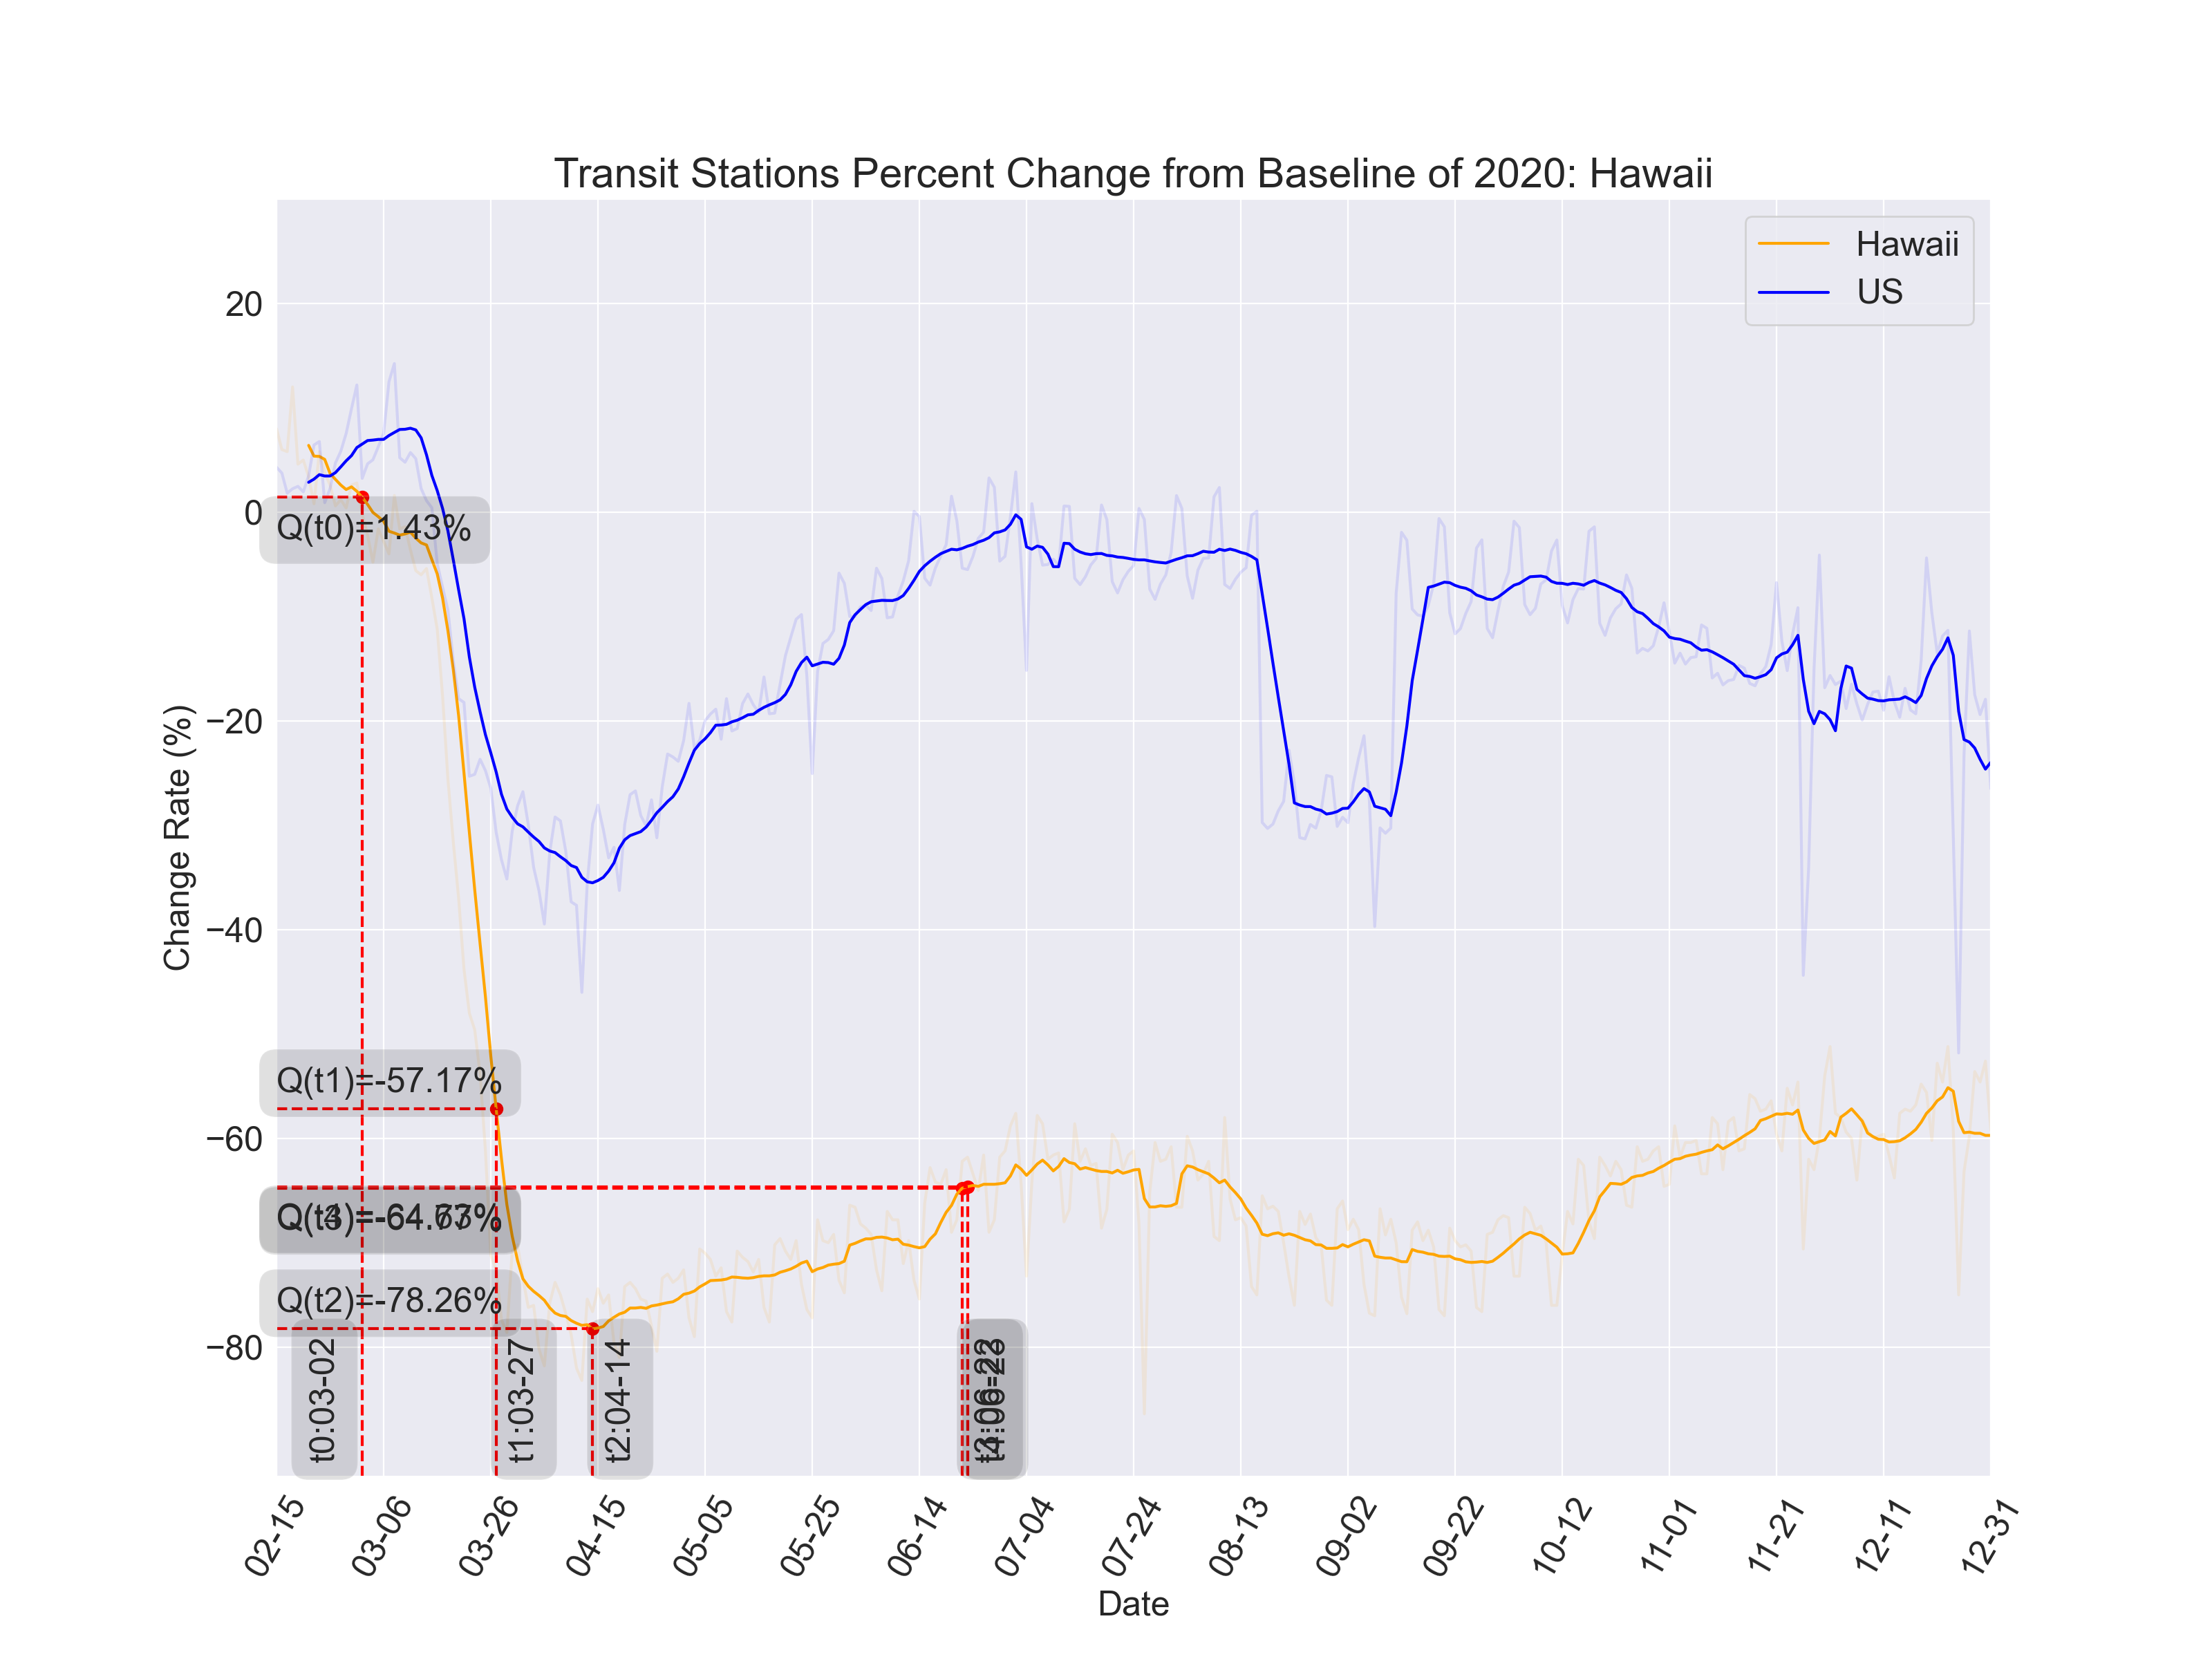 Transit Stations Percent Change from Baseline of 2020: Hawaii
Hawaii
US
20
0
−20
−40
−60
−80
Change Rate (%)
Q(t0)=1.43%
Q(t1)=-57.17%
Q(t2)=-78.26%
t0:03-02
t1:03-27
t2:04-14
02-15
03-06
03-26
04-15
05-05
05-25
06-14
07-04
07-24
08-13
09-02
09-22
10-12
11-01
11-21
12-11
12-31
Date